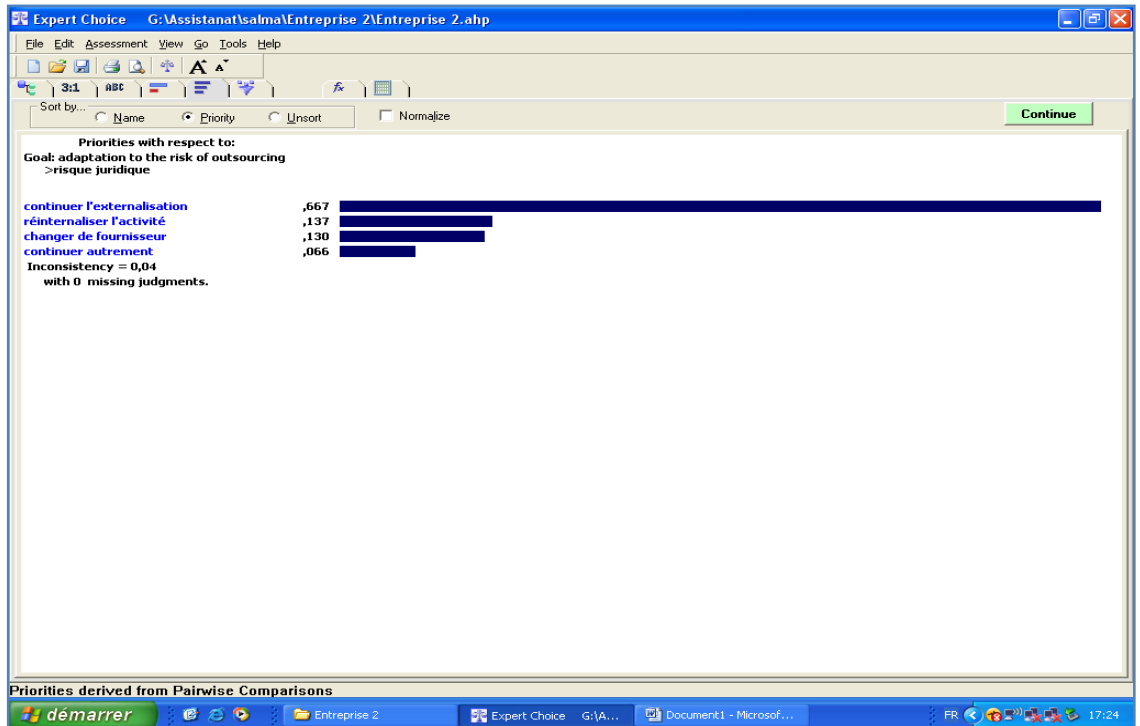 Expert Choice G:\Assistanat\salma\Entreprise 2\Entreprise 2.ahp
File Edit Assessment View Go Tools Help
A A
3:1 ABC fx
Sort by... Name Priority Unsort Normalize Continue
Priorities with respect to:
Goal: adaptation to the risk of outsourcing
>risque juridique
continuer l'externalisation ,667
réinternaliser l'activité ,137
changer de fournisseur ,130
continuer autrement ,066
Inconsistency = 0,04
with 0 missing judgments.
Priorities derived from Pairwise Comparisons
démarrer Entreprise 2 Expert Choice G:\A... Document1 - Microsof... FR 17:24